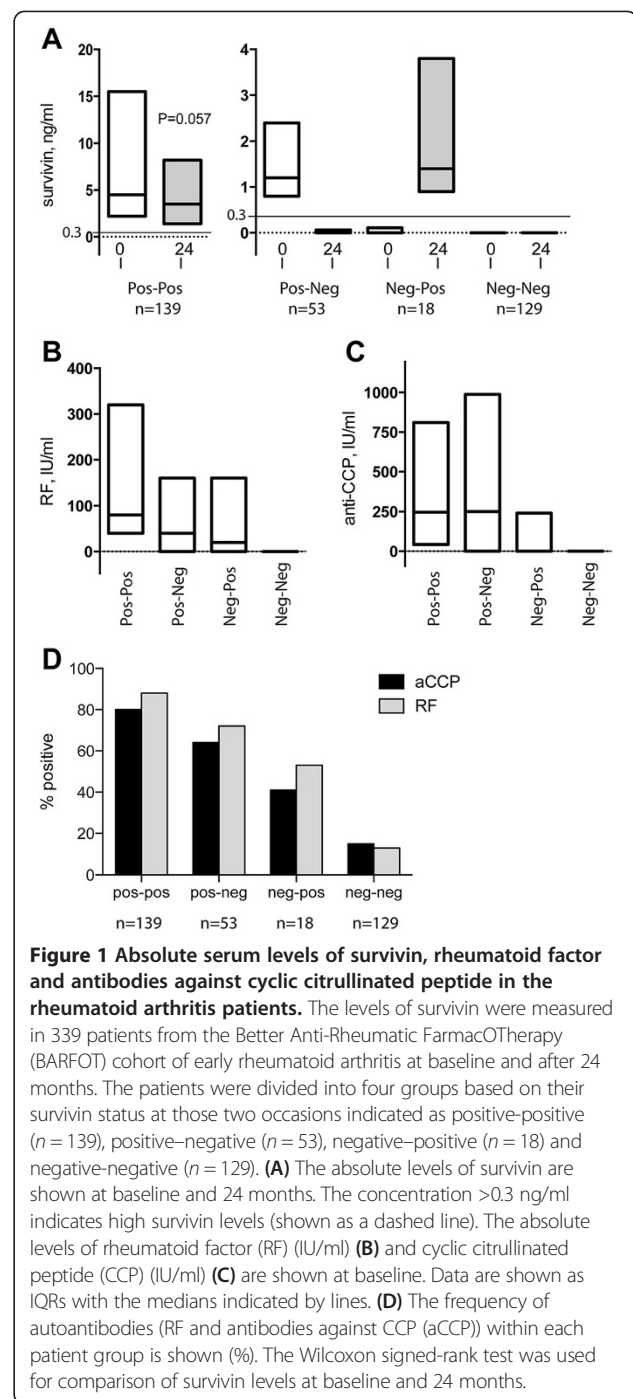 A
survivin, ng/ml
20
15
10
5
0.3
0
P=0.057
0 24
Pos-Pos
n=139
4
3
2
1
0.3
0
0 24 0 24 0 24
Pos-Neg Neg-Pos Neg-Neg
n=53 n=18 n=129
B
RF, IU/ml
400
300
200
100
0
Pos-Pos
Pos-Neg
Neg-Pos
Neg-Neg
C
anti-CCP, IU/ml
1000
750
500
250
0
Pos-Pos
Pos-Neg
Neg-Pos
Neg-Neg
D
% positive
100
80
60
40
20
0
aCCP
RF
pos-pos pos-neg neg-pos neg-neg
n=139 n=53 n=18 n=129
Figure 1 Absolute serum levels of survivin, rheumatoid factor
and antibodies against cyclic citrullinated peptide in the
rheumatoid arthritis patients. The levels of survivin were measured
in 339 patients from the Better Anti-Rheumatic FarmacOTherapy
(BARFOT) cohort of early rheumatoid arthritis at baseline and after 24
months. The patients were divided into four groups based on their
survivin status at those two occasions indicated as positive-positive
(n = 139), positive–negative (n = 53), negative–positive (n = 18) and
negative-negative (n = 129). (A) The absolute levels of survivin are
shown at baseline and 24 months. The concentration >0.3 ng/ml
indicates high survivin levels (shown as a dashed line). The absolute
levels of rheumatoid factor (RF) (IU/ml) (B) and cyclic citrullinated
peptide (CCP) (IU/ml) (C) are shown at baseline. Data are shown as
IQRs with the medians indicated by lines. (D) The frequency of
autoantibodies (RF and antibodies against CCP (aCCP)) within each
patient group is shown (%). The Wilcoxon signed-rank test was used
for comparison of survivin levels at baseline and 24 months.